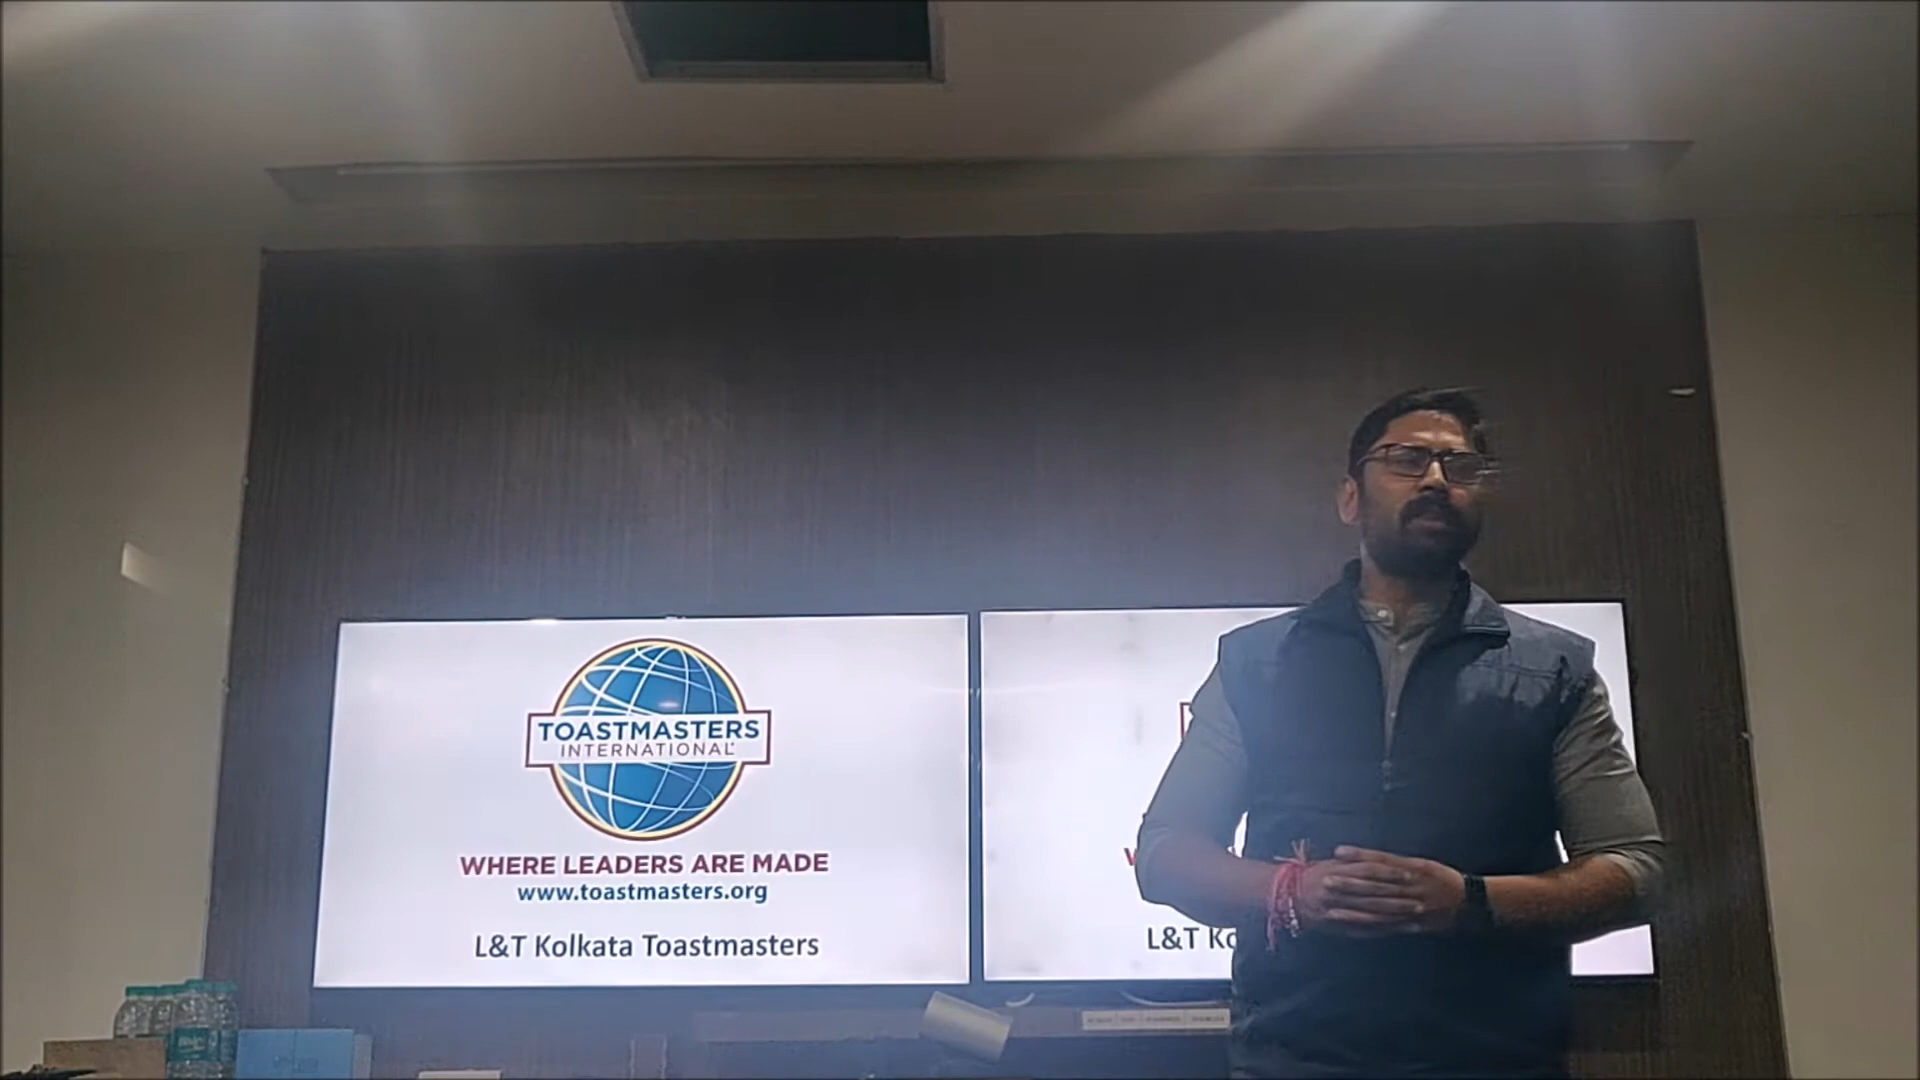 TOASTMASTERS
INTERNATIONAL
WHERE LEADERS ARE MADE
www.toastmasters.org
L&T Kolkata Toastmasters
L&T Ko